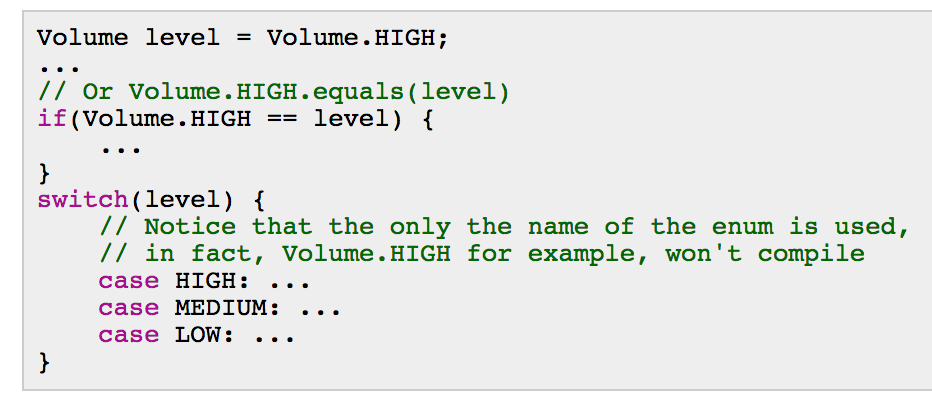 Volume level = Volume.HIGH;
...
// Or Volume.HIGH.equals(level)
if(Volume.HIGH == level) {
    ...
}
switch(level) {
    // Notice that the only the name of the enum is used,
    // in fact, Volume.HIGH for example, won't compile
    case HIGH: ...
    case MEDIUM: ...
    case LOW: ...
}